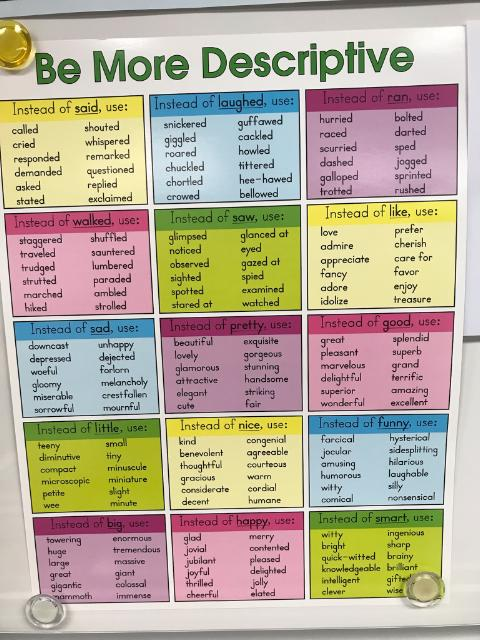 Be More Descriptive
Instead of said, use:
called shouted
cried whispered
responded remarked
demanded questioned
asked replied
stated exclaimed
Instead of laughed, use:
snickered guffawed
giggled cackled
roared howled
chuckled tittered
chortled hee-hawed
crowed bellowed
Instead of ran, use:
hurried bolted
raced darted
scurried sped
dashed jogged
galloped sprinted
trotted rushed
Instead of walked, use:
staggered shuffled
traveled sauntered
trudged lumbered
strutted paraded
marched ambled
hiked strolled
Instead of saw, use:
glimpsed glanced at
noticed eyed
observed gazed at
sighted spied
spotted examined
stared at watched
Instead of like, use:
love prefer
admire cherish
appreciate care for
fancy favor
adore enjoy
idolize treasure
Instead of sad, use:
downcast unhappy
depressed dejected
woeful forlorn
gloomy melancholy
miserable crestfallen
sorrowful mournful
Instead of pretty, use:
beautiful exquisite
lovely gorgeous
glamorous stunning
attractive handsome
elegant striking
cute fair
Instead of good, use:
great splendid
pleasant superb
marvelous grand
delightful terrific
superior amazing
wonderful excellent
Instead of little, use:
teeny small
diminutive tiny
compact minuscule
microscopic miniature
petite slight
wee minute
Instead of nice, use:
kind congenial
benevolent agreeable
thoughtful courteous
gracious warm
considerate cordial
decent humane
Instead of funny, use:
farcical hysterical
jocular sidesplitting
amusing hilarious
humorous laughable
witty silly
comical nonsensical
Instead of big, use:
towering enormous
huge tremendous
large massive
great giant
gigantic colossal
mammoth immense
Instead of happy, use:
glad merry
jovial contented
jubilant pleased
joyful delighted
thrilled jolly
cheerful elated
Instead of smart, use:
witty ingenious
bright sharp
quick-witted brainy
knowledgeable brilliant
intelligent gifted
clever wise